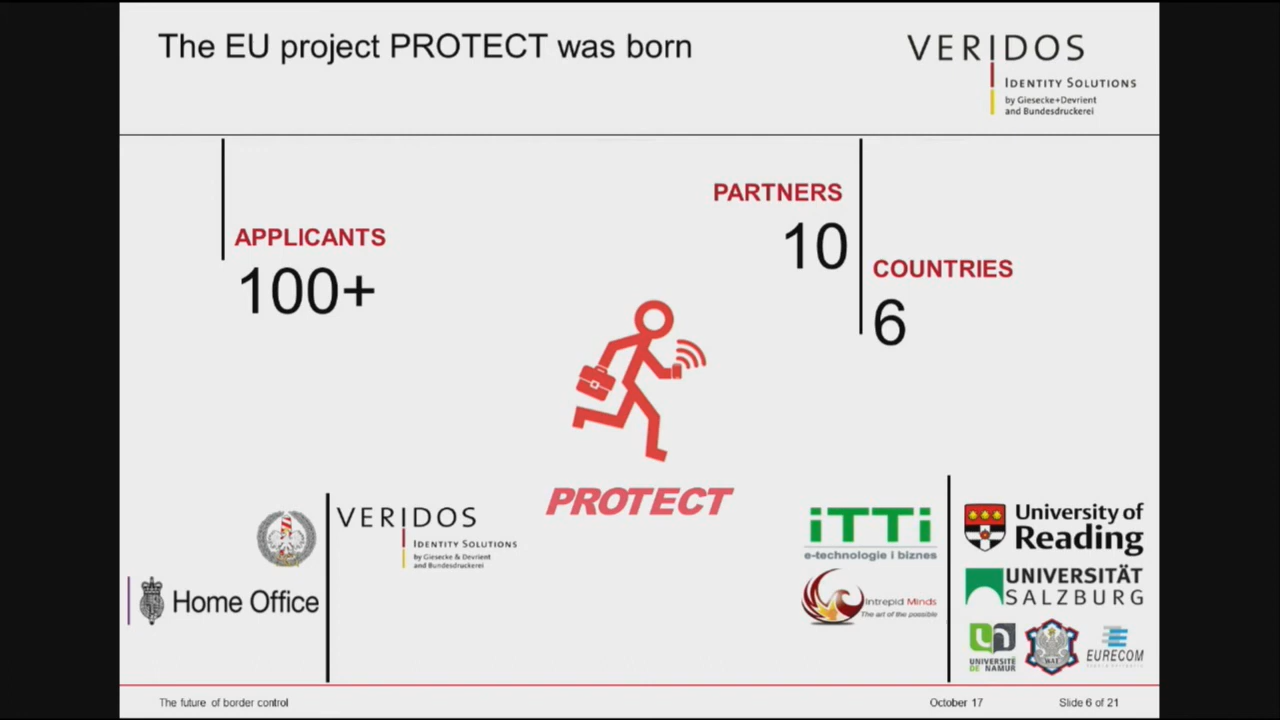 The EU project PROTECT was born
VERIDOS
IDENTITY SOLUTIONS
by Giesecke+Devrient
and Bundesdruckerei
APPLICANTS
100+
PARTNERS
10
COUNTRIES
6
PROTECT
VERIDOS
IDENTITY SOLUTIONS
by Giesecke & Devrient
and Bundesdruckerei
Home Office
iTTi
e-technologie i biznes
Intrepid Minds
The art of the possible
University of
Reading
UNIVERSITÄT
SALZBURG
UNIVERSITÉ
DE NAMUR
WAT
EURECOM
The future of border control
October 17
Slide 6 of 21